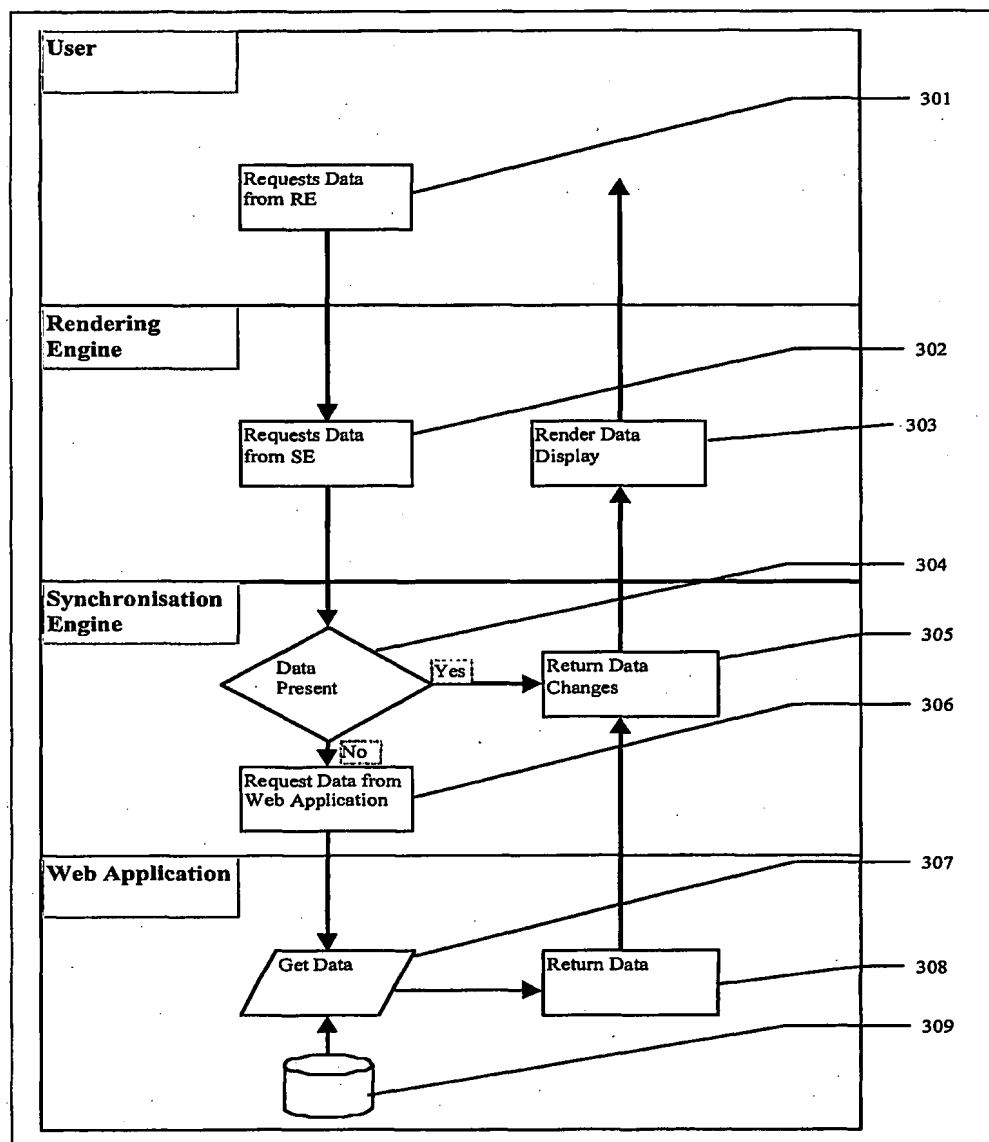 User
301
Requests Data
from RE
Rendering
Engine
302
Requests Data
from SE
Render Data
Display
303
304
Synchronisation
Engine
305
Data
Present
Yes
Return Data
Changes
306
No
Request Data from
Web Application
307
Web Application
Get Data
Return Data
308
309